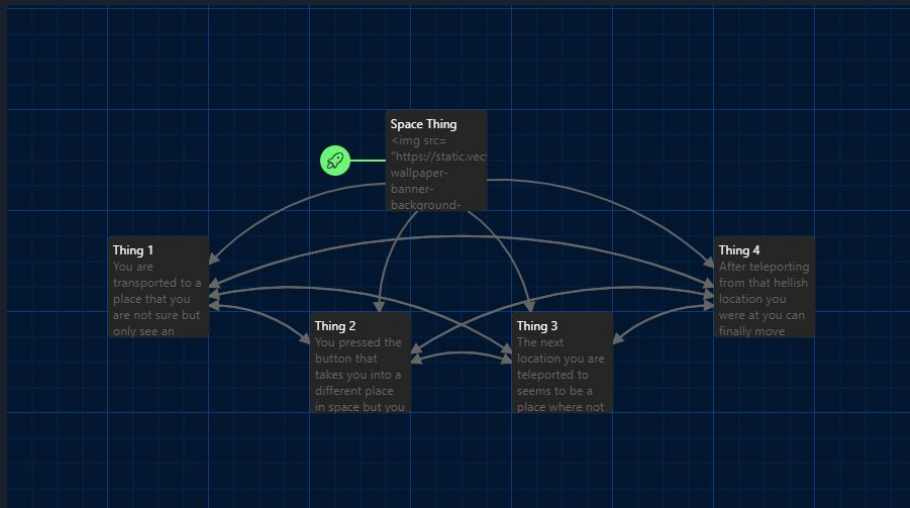 Space Thing
<img src=
"https://static.vec
wallpaper-
banner-
background-
Thing 1
You are
transported to a
place that you
are not sure but
only see an
Thing 4
After teleporting
from that hellish
location you
were at you can
finally move
Thing 2
You pressed the
button that
takes you into a
different place
in space but you
Thing 3
The next
location you are
teleported to
seems to be a
place where not